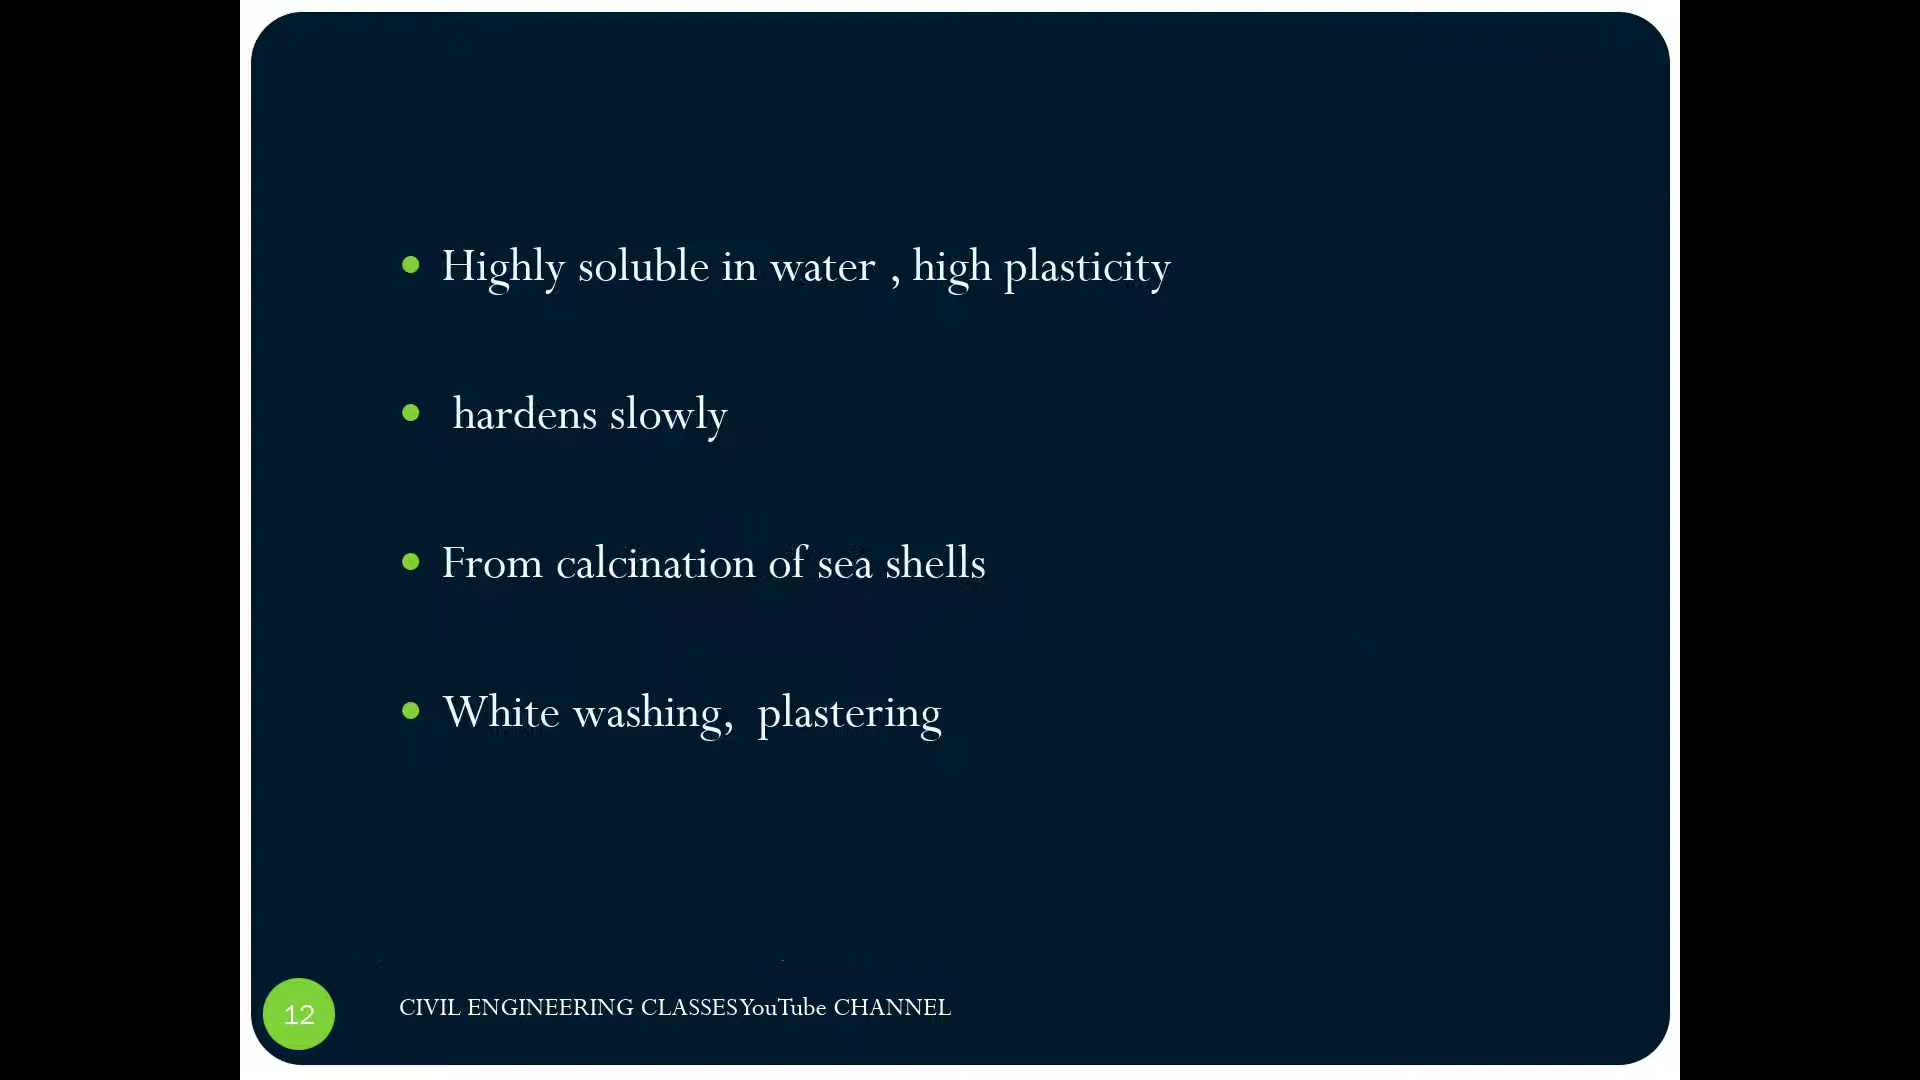 Highly soluble in water , high plasticity
hardens slowly
From calcination of sea shells
White washing,  plastering
12
CIVIL ENGINEERING CLASSES YouTube CHANNEL